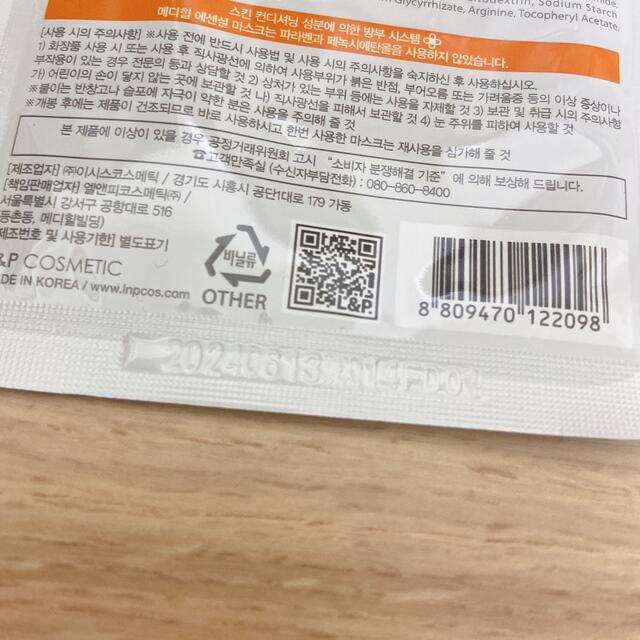 Sodium Starch
Glycyrrhizate, Arginine, Tocopheryl Acetate,
스킨 컨디셔닝 성분에 의한 방부 시스템
메디힐 에센셜 마스크는 파라벤과 페녹시에탄올을 사용하지 않았습니다.
[사용 시의 주의사항] ※사용 전에 반드시 사용법 및 사용 시의 주의사항을 숙지하신 후 사용하십시오.
1) 화장품 사용 시 또는 사용 후 직사광선에 의하여 사용부위가 붉은 반점, 부어오름 또는 가려움증 등의 이상 증상이나
부작용이 있는 경우 전문의 등과 상담할 것 2) 상처가 있는 부위 등에는 사용을 자제할 것 3) 보관 및 취급 시의 주의사항
가) 어린이의 손이 닿지 않는 곳에 보관할 것 나) 직사광선을 피해서 보관할 것 4) 눈 주위를 피하여 사용할 것
※붙이는 반창고나 습포에 자극이 약한 분은 사용을 주의해 줄 것
※개봉 후에는 제품이 건조되므로 바로 사용하시고 한번 사용한 마스크는 재사용을 삼가해 줄 것
본 제품에 이상이 있을 경우 공정거래위원회 고시 "소비자 분쟁해결 기준"에 의해 보상해 드립니다.
☎고객만족실 (수신자부담전화) : 080-860-8400
[제조업자] (주)이시스코스메틱 / 경기도 시흥시 공단1대로 179 가동
[책임판매업자] 엘앤피코스메틱(주) /
서울특별시 강서구 공항대로 516
등촌동, 메디힐빌딩)
제조번호 및 사용기한] 별도표기
&P COSMETIC
MADE IN KOREA / www.lnpcos.com
비닐류
OTHER
L&P
8 809470 122098
20240613